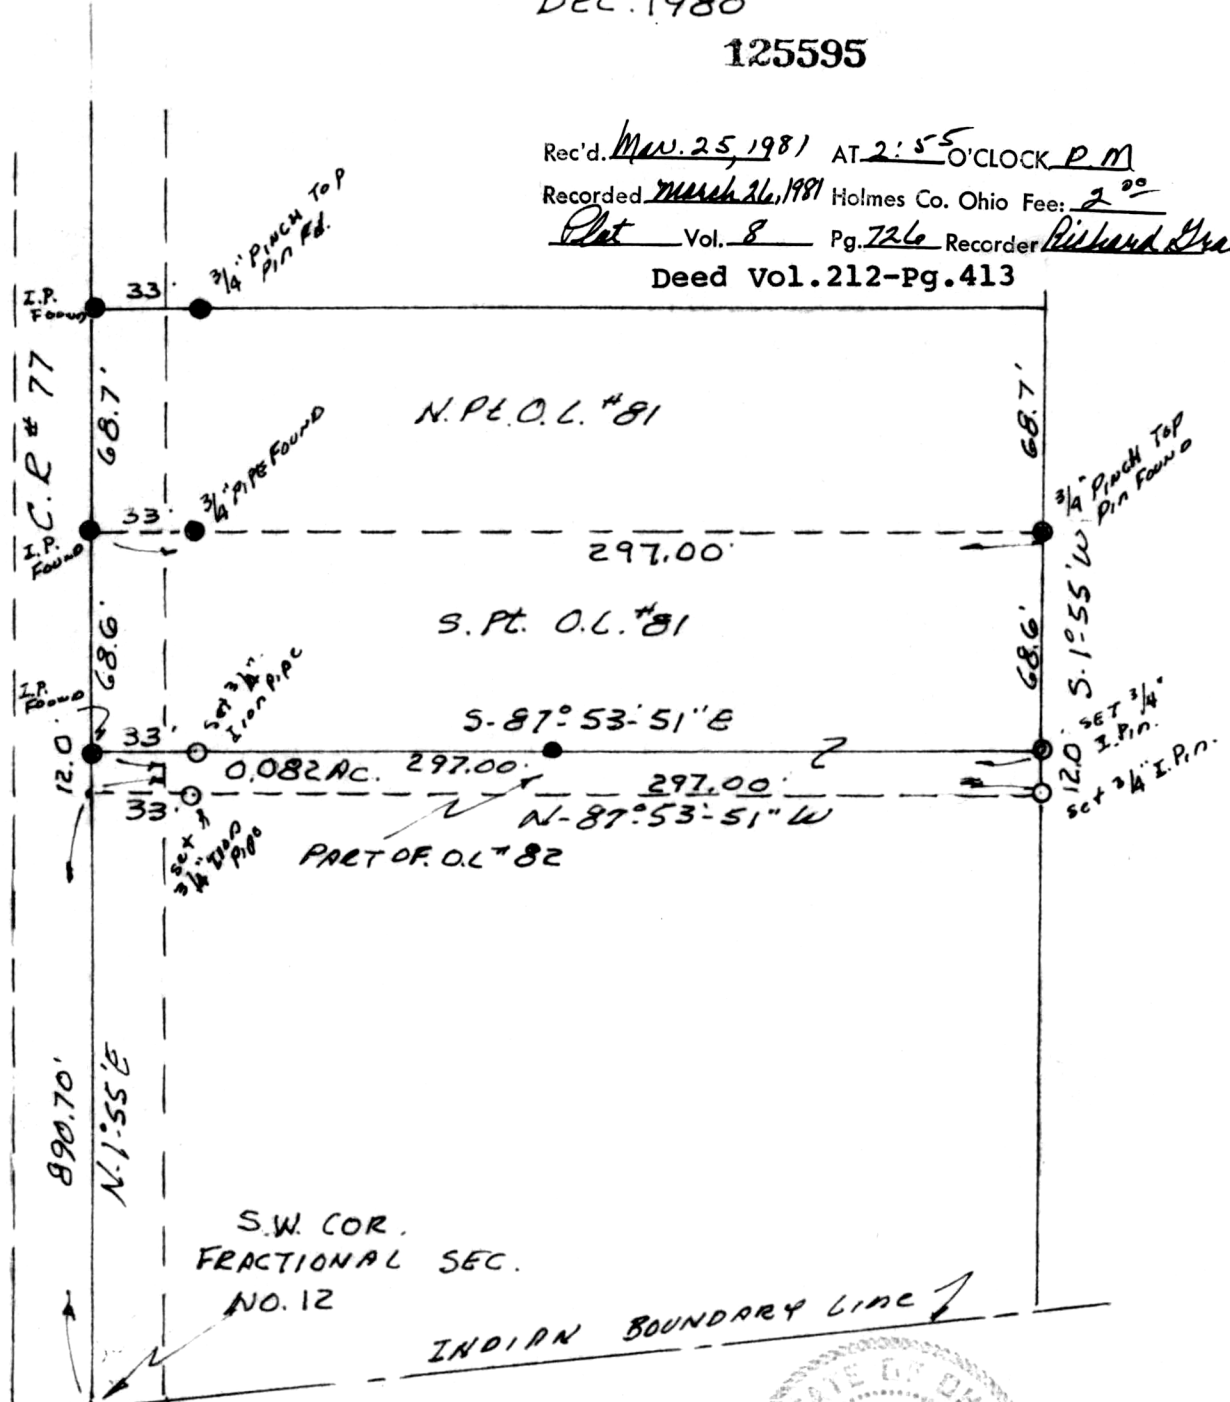 DEC. 1980
125595
Rec'd. Mar. 25, 1981 AT 2:55 O'CLOCK P.M
Recorded March 26, 1981 Holmes Co. Ohio Fee: 2 00
Plat Vol. 8 Pg. 726 Recorder Richard
Deed Vol.212-Pg.413
3/4" PINCH TOP
Pin Fd.
I.P.
FOUND
33'
C.R # 77
68.7'
N. Pt. O.L. #81
68.7'
3/4" PINCH TOP
Pin FOUND
3/4" PIPE FOUND
33'
I.P.
FOUND
297.00'
S. 1° 55' W
S. Pt. O.L. #81
68.6'
68.6'
I.P.
FOUND
Set 3/4"
Iron Pipe
S-87°-53'-51" E
SET 3/4"
I. Pin.
33'
12.0'
0.082 AC.
297.00'
297.00'
12.0'
Set 3/4" I. Pin.
33'
N-87°-53'-51" W
Set
3/4" Iron
Pipe
PART OF. O.L # 82
890.70'
N-1°-55' E
S.W. COR.
FRACTIONAL SEC.
NO. 12
INDIAN BOUNDARY Line